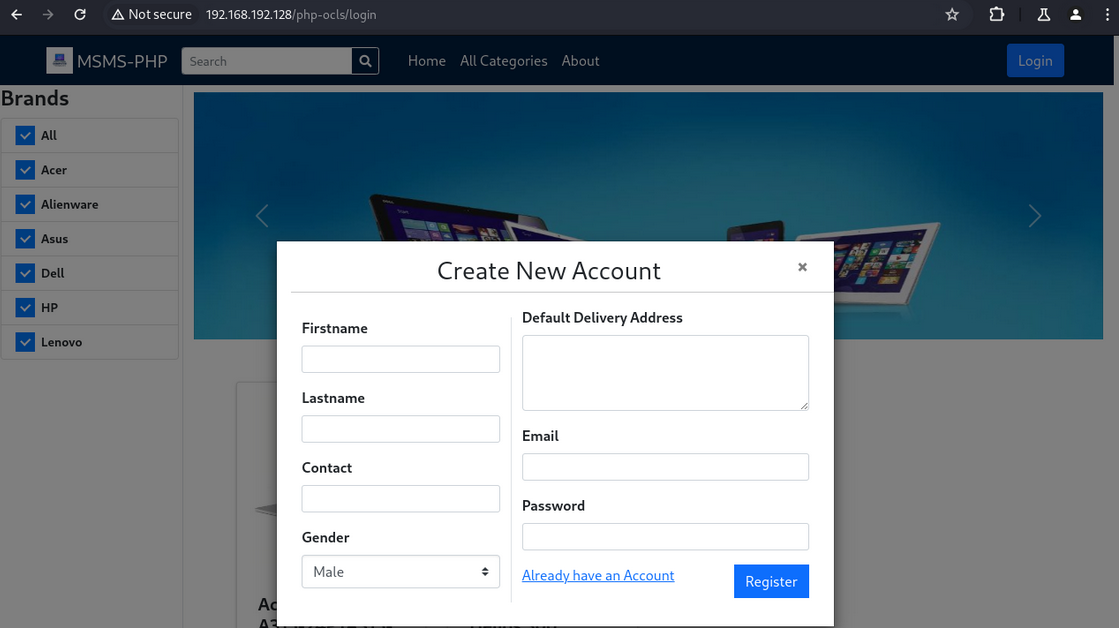 Not secure 192.168.192.128/php-ocls/login
MSMS-PHP Search Home All Categories About Login
Brands
All
Acer
Alienware
Asus
Dell
HP
Lenovo
Create New Account ×
Firstname
Lastname
Contact
Gender
Male
Default Delivery Address
Email
Password
Already have an Account Register